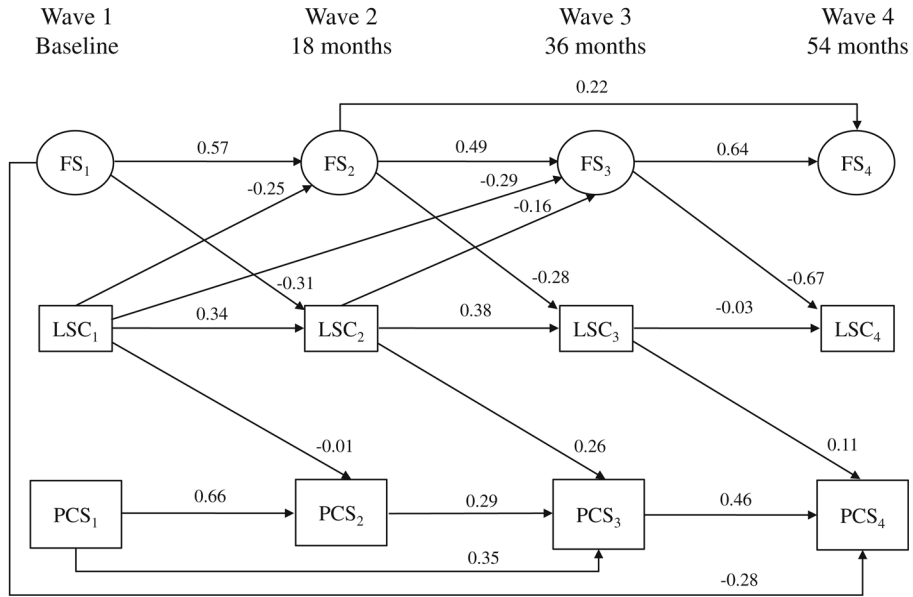 Wave 1 Wave 2 Wave 3 Wave 4
Baseline 18 months 36 months 54 months
0.22
FS₁ 0.57 FS₂ 0.49 FS₃ 0.64 FS₄
-0.25 -0.29
-0.16
-0.31 -0.28 -0.67
LSC₁ 0.34 LSC₂ 0.38 LSC₃ -0.03 LSC₄
-0.01 0.26 0.11
PCS₁ 0.66 PCS₂ 0.29 PCS₃ 0.46 PCS₄
0.35
-0.28